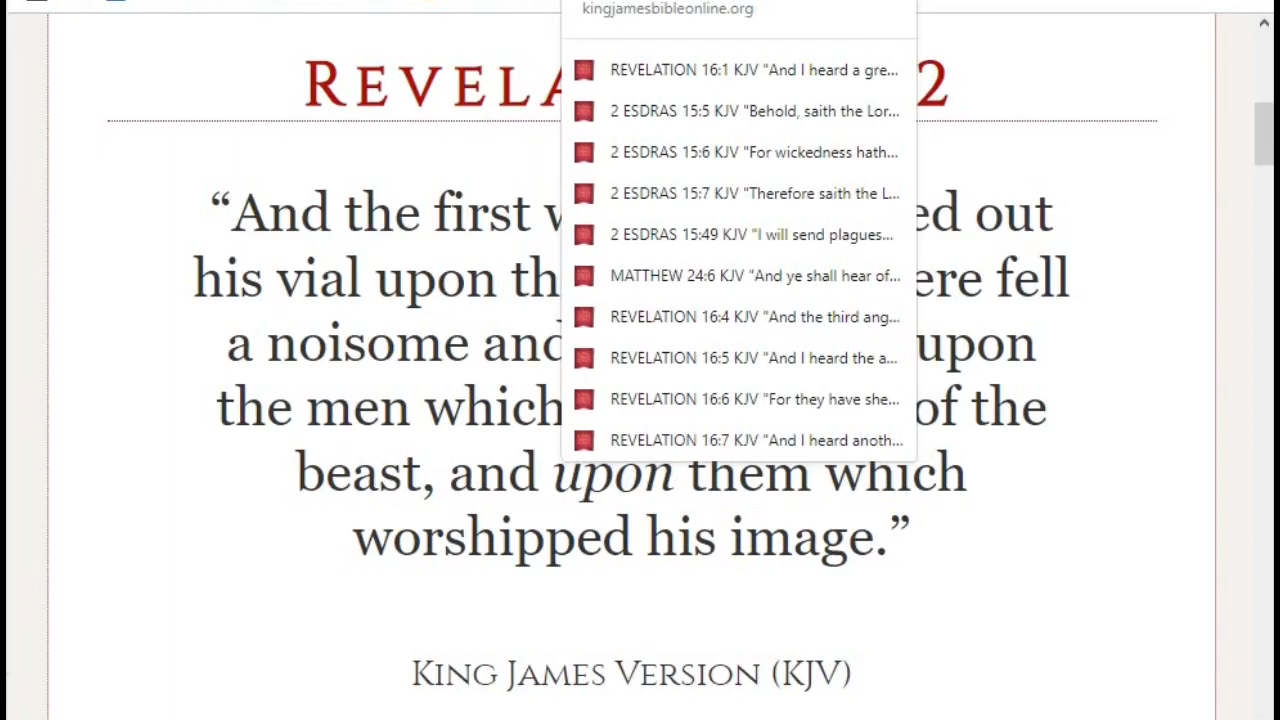 kingjamesbibleonline.org
REVELATION 16:1 KJV "And I heard a gre...
2 ESDRAS 15:5 KJV "Behold, saith the Lor...
2 ESDRAS 15:6 KJV "For wickedness hath...
2 ESDRAS 15:7 KJV "Therefore saith the L...
2 ESDRAS 15:49 KJV "I will send plagues...
MATTHEW 24:6 KJV "And ye shall hear of...
REVELATION 16:4 KJV "And the third ang...
REVELATION 16:5 KJV "And I heard the a...
REVELATION 16:6 KJV "For they have she...
REVELATION 16:7 KJV "And I heard anoth...
REVELA 2
“And the first ed out
his vial upon th ere fell
a noisome and upon
the men which of the
beast, and upon them which
worshipped his image.”
King James Version (KJV)